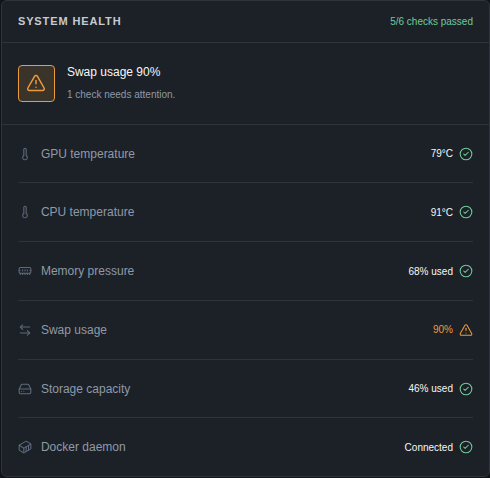 SYSTEM HEALTH
5/6 checks passed
Swap usage 90%
1 check needs attention.
GPU temperature 79°C
CPU temperature 91°C
Memory pressure 68% used
Swap usage 90%
Storage capacity 46% used
Docker daemon Connected